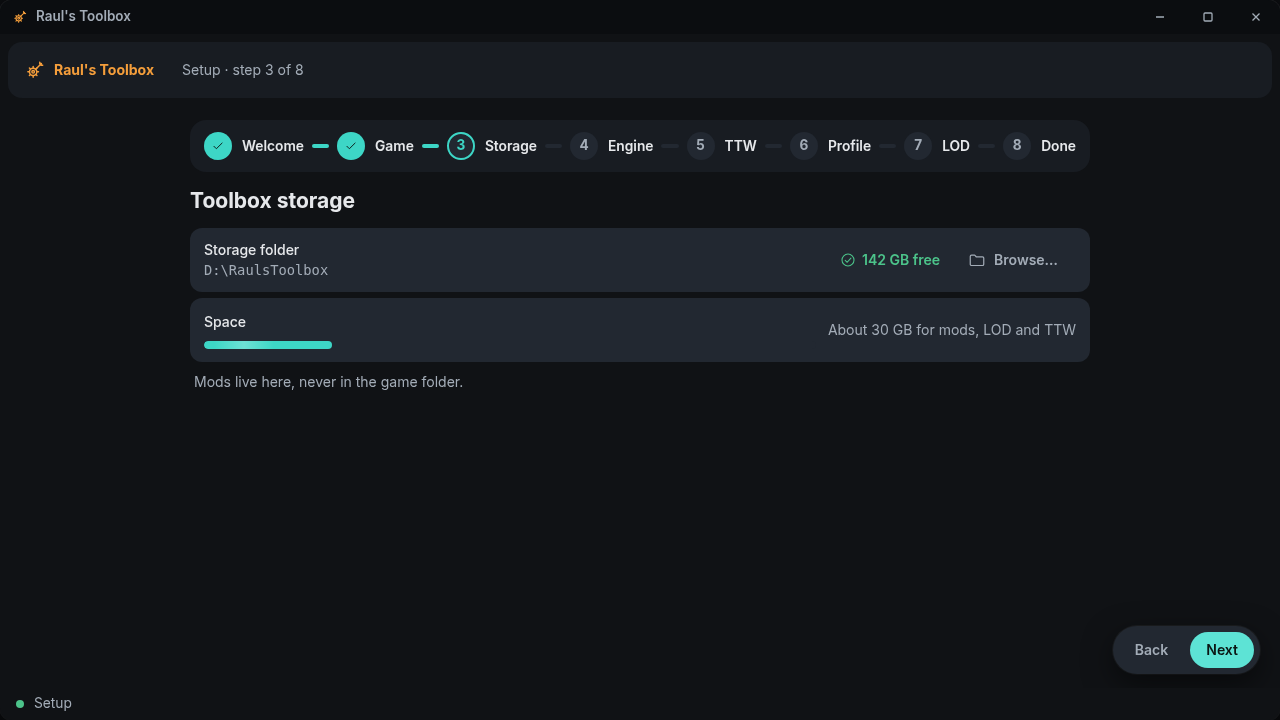 Raul's Toolbox
Raul's Toolbox
Setup · step 3 of 8
Welcome
Game
3 Storage
4 Engine
5 TTW
6 Profile
7 LOD
8 Done
Toolbox storage
Storage folder
D:\RaulsToolbox
142 GB free
Browse...
Space
About 30 GB for mods, LOD and TTW
Mods live here, never in the game folder.
Back
Next
Setup